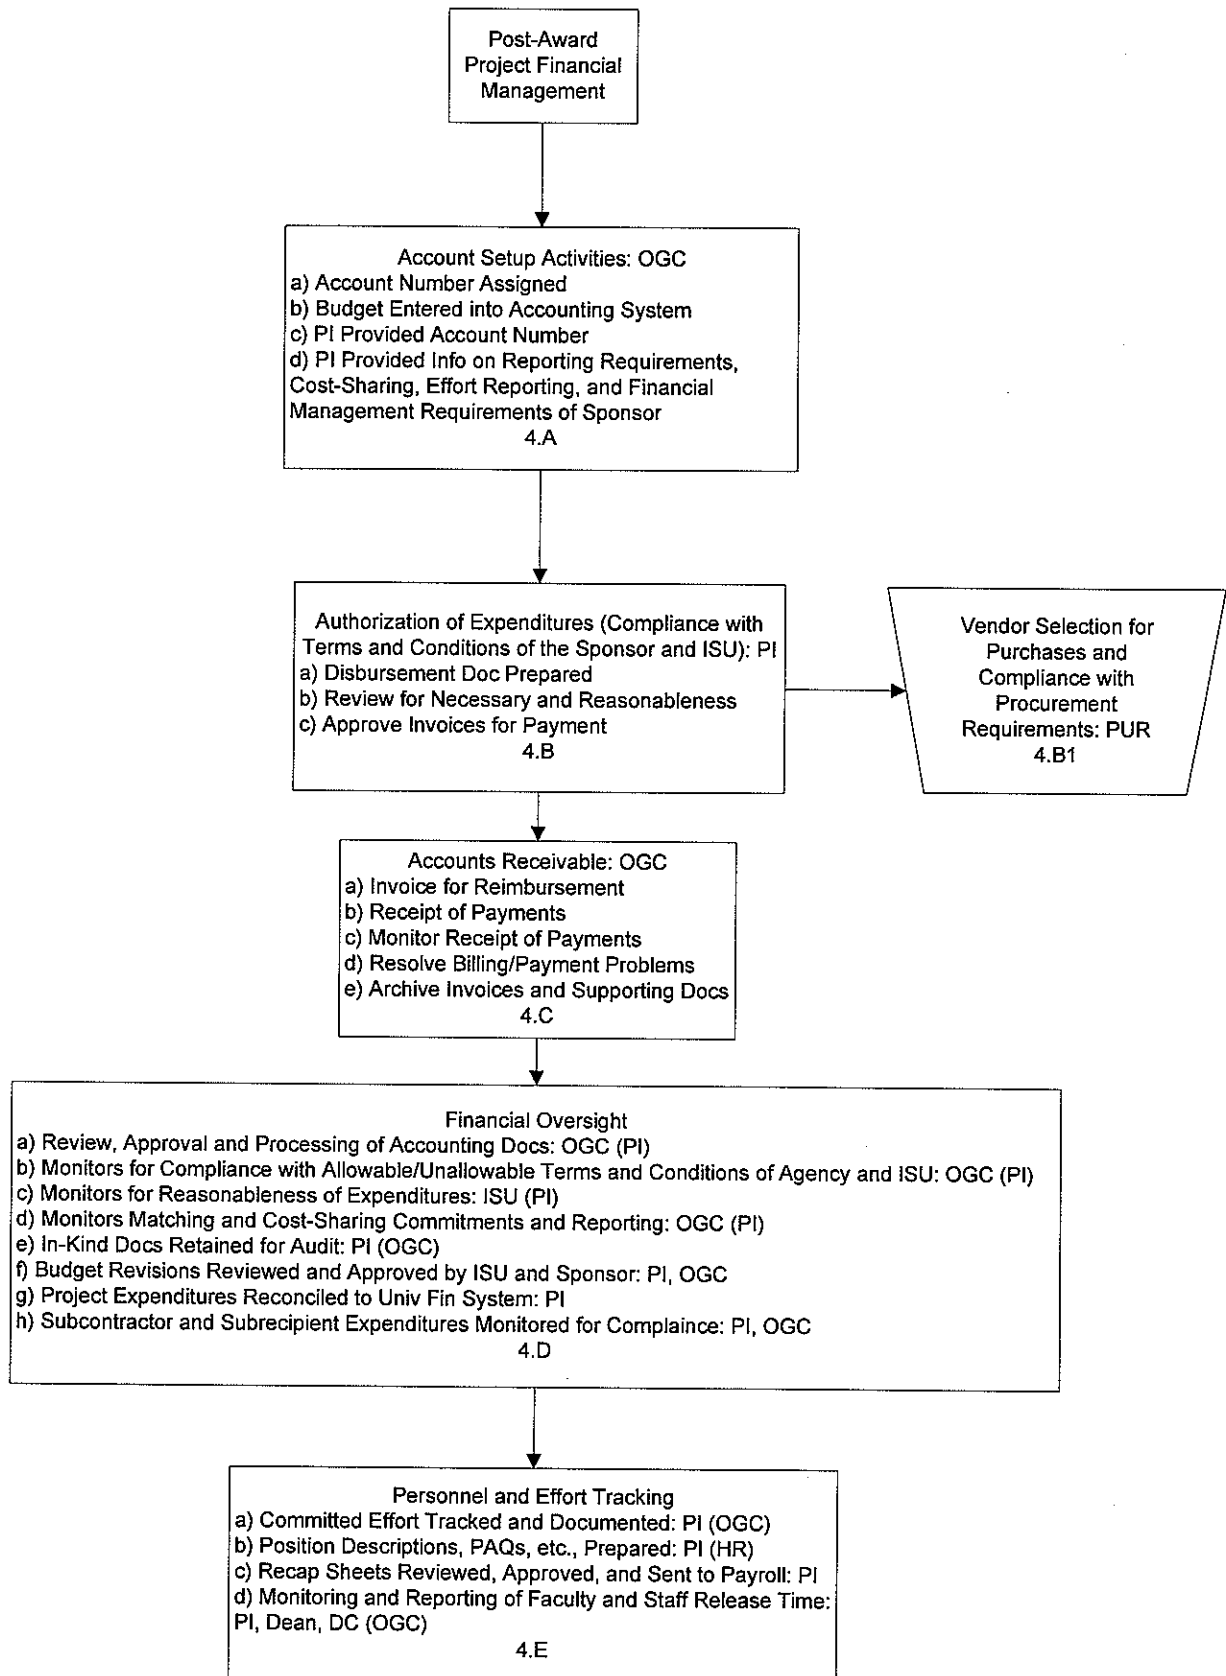 Post-Award
Project Financial
Management
Account Setup Activities: OGC
a) Account Number Assigned
b) Budget Entered into Accounting System
c) PI Provided Account Number
d) PI Provided Info on Reporting Requirements,
Cost-Sharing, Effort Reporting, and Financial
Management Requirements of Sponsor
4.A
Authorization of Expenditures (Compliance with
Terms and Conditions of the Sponsor and ISU): PI
a) Disbursement Doc Prepared
b) Review for Necessary and Reasonableness
c) Approve Invoices for Payment
4.B
Vendor Selection for
Purchases and
Compliance with
Procurement
Requirements: PUR
4.B1
Accounts Receivable: OGC
a) Invoice for Reimbursement
b) Receipt of Payments
c) Monitor Receipt of Payments
d) Resolve Billing/Payment Problems
e) Archive Invoices and Supporting Docs
4.C
Financial Oversight
a) Review, Approval and Processing of Accounting Docs: OGC (PI)
b) Monitors for Compliance with Allowable/Unallowable Terms and Conditions of Agency and ISU: OGC (PI)
c) Monitors for Reasonableness of Expenditures: ISU (PI)
d) Monitors Matching and Cost-Sharing Commitments and Reporting: OGC (PI)
e) In-Kind Docs Retained for Audit: PI (OGC)
f) Budget Revisions Reviewed and Approved by ISU and Sponsor: PI, OGC
g) Project Expenditures Reconciled to Univ Fin System: PI
h) Subcontractor and Subrecipient Expenditures Monitored for Complaince: PI, OGC
4.D
Personnel and Effort Tracking
a) Committed Effort Tracked and Documented: PI (OGC)
b) Position Descriptions, PAQs, etc., Prepared: PI (HR)
c) Recap Sheets Reviewed, Approved, and Sent to Payroll: PI
d) Monitoring and Reporting of Faculty and Staff Release Time:
PI, Dean, DC (OGC)
4.E